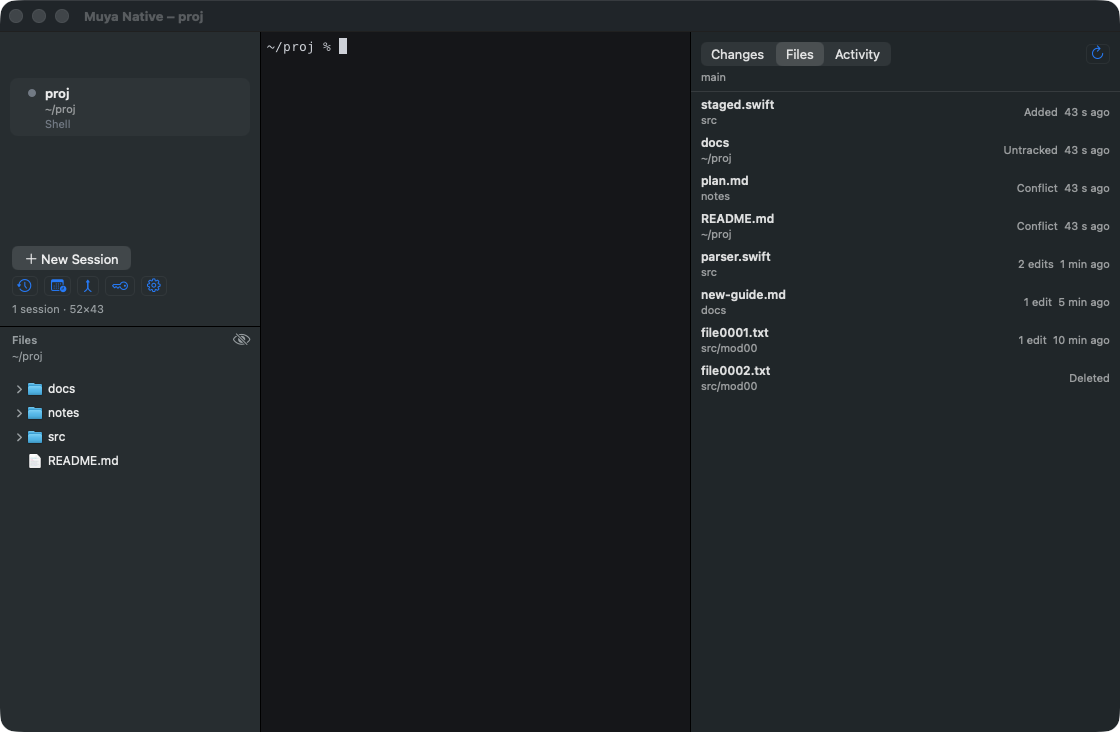 Muya Native – proj
proj
~/proj
Shell
+ New Session
1 session · 52×43
Files
~/proj
docs
notes
src
README.md
~/proj %
Changes Files Activity
main
staged.swift
src
Added 43 s ago
docs
~/proj
Untracked 43 s ago
plan.md
notes
Conflict 43 s ago
README.md
~/proj
Conflict 43 s ago
parser.swift
src
2 edits 1 min ago
new-guide.md
docs
1 edit 5 min ago
file0001.txt
src/mod00
1 edit 10 min ago
file0002.txt
src/mod00
Deleted